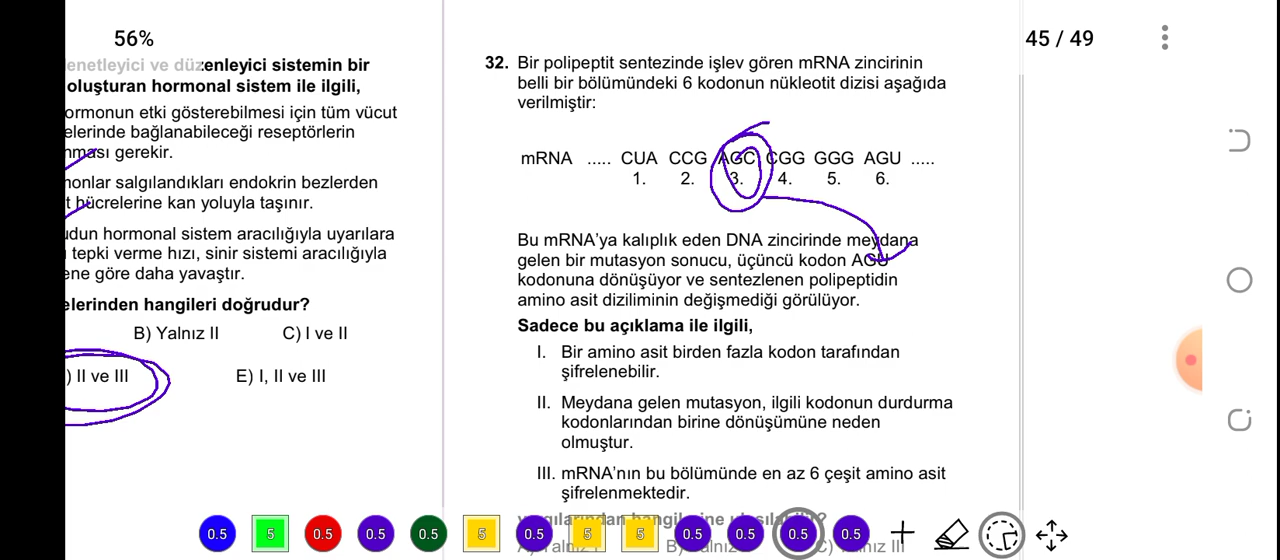 56%
45 / 49
enetleyici ve düzenleyici sistemin bir
oluşturan hormonal sistem ile ilgili,
ormonun etki gösterebilmesi için tüm vücut
elerinde bağlanabileceği reseptörlerin
nması gerekir.
monlar salgılandıkları endokrin bezlerden
t hücrelerine kan yoluyla taşınır.
udun hormonal sistem aracılığıyla uyarılara
tepki verme hızı, sinir sistemi aracılığıyla
ene göre daha yavaştır.
elerinden hangileri doğrudur?
B) Yalnız II C) I ve II
) II ve III E) I, II ve III
32. Bir polipeptit sentezinde işlev gören mRNA zincirinin
belli bir bölümündeki 6 kodonun nükleotit dizisi aşağıda
verilmiştir:
mRNA ..... CUA CCG AGC CGG GGG AGU .....
1. 2. 3. 4. 5. 6.
Bu mRNA'ya kalıplık eden DNA zincirinde meydana
gelen bir mutasyon sonucu, üçüncü kodon AGU
kodonuna dönüşüyor ve sentezlenen polipeptidin
amino asit diziliminin değişmediği görülüyor.
Sadece bu açıklama ile ilgili,
I. Bir amino asit birden fazla kodon tarafından
şifrelenebilir.
II. Meydana gelen mutasyon, ilgili kodonun durdurma
kodonlarından birine dönüşümüne neden
olmuştur.
III. mRNA'nın bu bölümünde en az 6 çeşit amino asit
şifrelenmektedir.
0.5 5 0.5 0.5 0.5 5 0.5 5 5 0.5 0.5 0.5 0.5